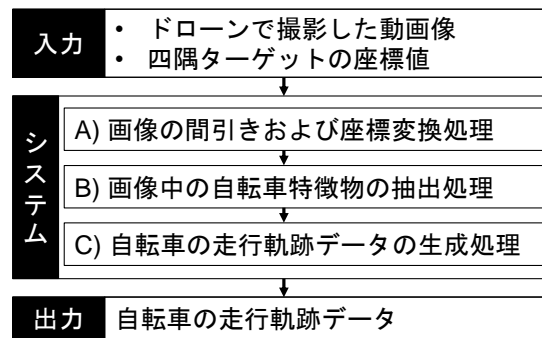 入力
• ドローンで撮影した動画像
• 四隅ターゲットの座標値
システム
A) 画像の間引きおよび座標変換処理
B) 画像中の自転車特徴物の抽出処理
C) 自転車の走行軌跡データの生成処理
出力
自転車の走行軌跡データ